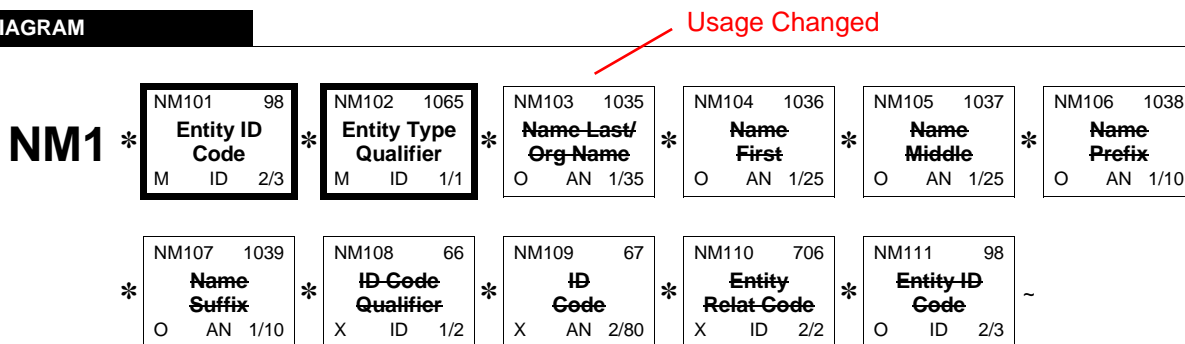 IAGRAM
Usage Changed
NM1 * NM101 98 * NM102 1065 * NM103 1035 * NM104 1036 * NM105 1037 * NM106 1038
Entity ID Entity Type Name Last/ Name Name Name
Code Qualifier Org Name First Middle Prefix
M ID 2/3 M ID 1/1 O AN 1/35 O AN 1/25 O AN 1/25 O AN 1/10
* NM107 1039 * NM108 66 * NM109 67 * NM110 706 * NM111 98 ~
Name ID Code ID Entity Entity ID
Suffix Qualifier Code Relat Code Code
O AN 1/10 X ID 1/2 X AN 2/80 X ID 2/2 O ID 2/3